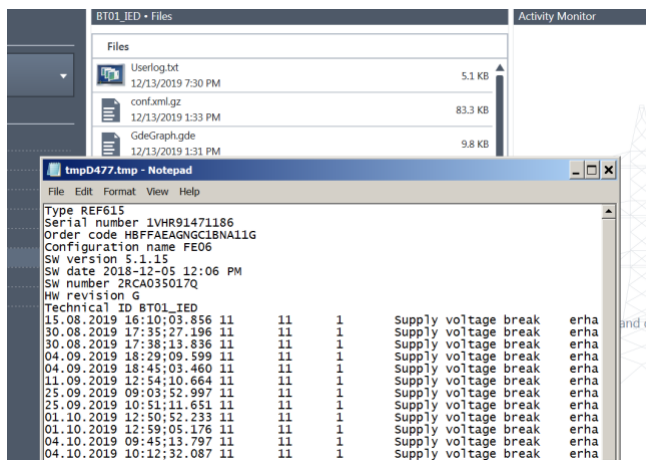 BT01_IED • Files
Activity Monitor
Files
Userlog.txt
12/13/2019 7:30 PM
5.1 KB
conf.xml.gz
12/13/2019 1:33 PM
83.3 KB
GdeGraph.gde
12/13/2019 1:31 PM
9.8 KB
tmpD477.tmp - Notepad
File Edit Format View Help
Type REF615
Serial number 1VHR91471186
Order code HBFFAEAGNGC1BNA11G
Configuration name FE06
SW version 5.1.15
SW date 2018-12-05 12:06 PM
SW number 2RCA035017Q
HW revision G
Technical ID BT01_IED
15.08.2019 16:10;03.856 11 11 1 Supply voltage break erha
30.08.2019 17:35;27.196 11 11 1 Supply voltage break erha
30.08.2019 17:38;13.836 11 11 1 Supply voltage break erha
04.09.2019 18:29;09.599 11 11 1 Supply voltage break erha
04.09.2019 18:45;03.460 11 11 1 Supply voltage break erha
11.09.2019 12:54;10.664 11 11 1 Supply voltage break erha
25.09.2019 09:03;52.997 11 11 1 Supply voltage break erha
25.09.2019 10:51;11.651 11 11 1 Supply voltage break erha
01.10.2019 12:50;52.233 11 11 1 Supply voltage break erha
01.10.2019 12:59;05.176 11 11 1 Supply voltage break erha
04.10.2019 09:45;13.797 11 11 1 Supply voltage break erha
04.10.2019 10:12;32.087 11 11 1 Supply voltage break erha
and